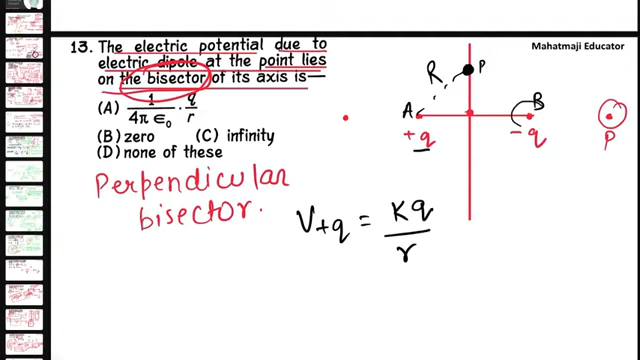 13. The electric potential due to
electric dipole at the point lies
on the bisector of its axis is—
(A) 1/4π ∈₀ · q/r
(B) zero (C) infinity
(D) none of these
Mahatmaji Educator
R P
A B
+q -q P
Perpendicular
bisector.
V+q = Kq/r